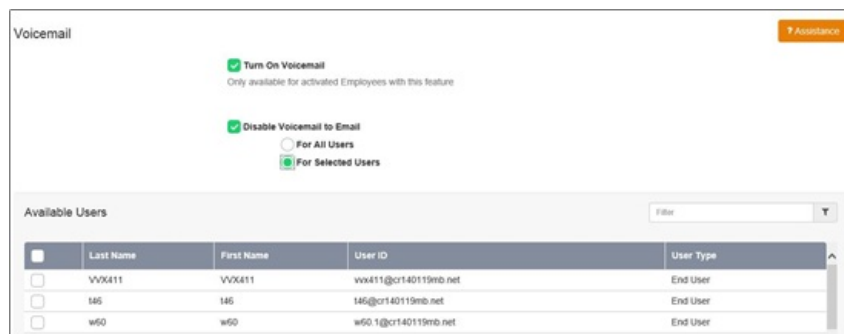 Voicemail
? Assistance
Turn On Voicemail
Only available for activated Employees with this feature
Disable Voicemail to Email
For All Users
For Selected Users
Available Users
Filter
Last Name First Name User ID User Type
VVX411 VVX411 vvx411@cr140119mb.net End User
t46 t46 t46@cr140119mb.net End User
w60 w60 w60.1@cr140119mb.net End User